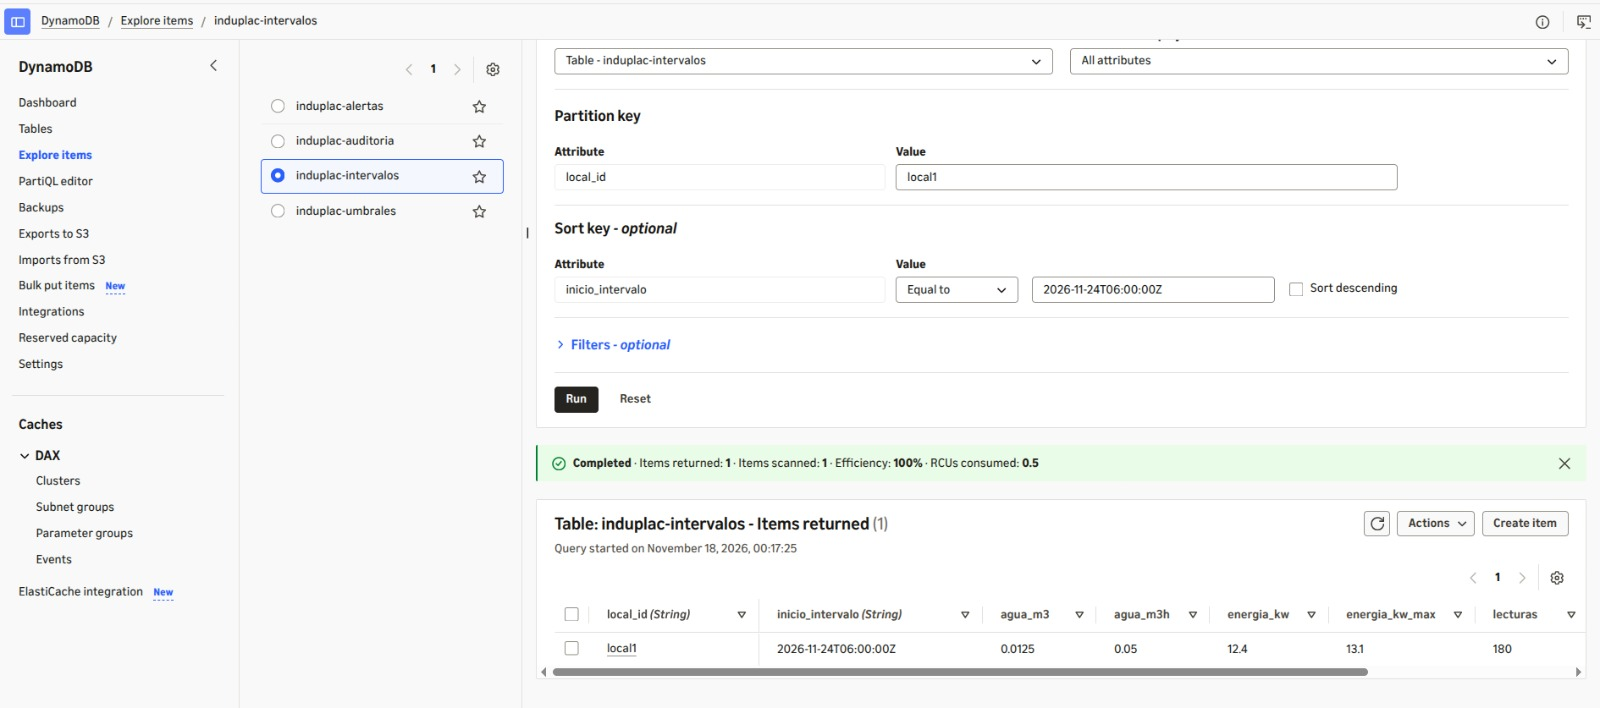 DynamoDB / Explore items / induplac-intervalos
DynamoDB
Dashboard
Tables
Explore items
PartiQL editor
Backups
Exports to S3
Imports from S3
Bulk put items New
Integrations
Reserved capacity
Settings
Caches
DAX
Clusters
Subnet groups
Parameter groups
Events
ElastiCache integration New
1
induplac-alertas
induplac-auditoria
induplac-intervalos
induplac-umbrales
Table - induplac-intervalos
All attributes
Partition key
Attribute Value
local_id local1
Sort key - optional
Attribute Value
inicio_intervalo Equal to 2026-11-24T06:00:00Z Sort descending
Filters - optional
Run Reset
Completed · Items returned: 1 · Items scanned: 1 · Efficiency: 100% · RCUs consumed: 0.5
Table: induplac-intervalos - Items returned (1)
Actions Create item
Query started on November 18, 2026, 00:17:25
1
local_id (String) inicio_intervalo (String) agua_m3 agua_m3h energia_kw energia_kw_max lecturas
local1 2026-11-24T06:00:00Z 0.0125 0.05 12.4 13.1 180